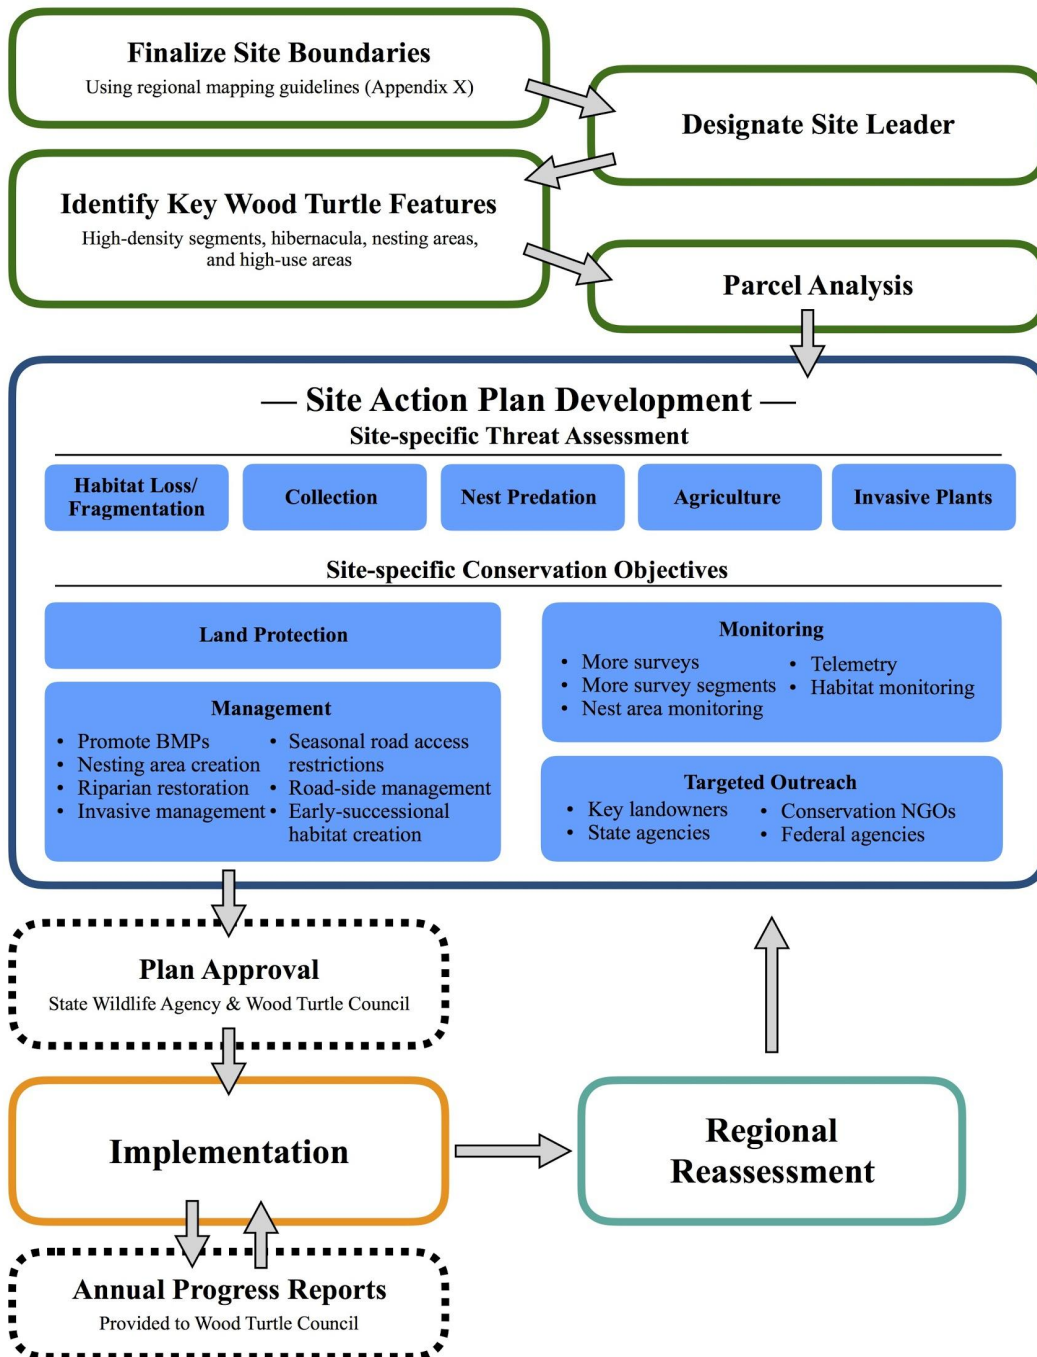 Finalize Site Boundaries
Using regional mapping guidelines (Appendix X)
Designate Site Leader
Identify Key Wood Turtle Features
High-density segments, hibernacula, nesting areas,
and high-use areas
Parcel Analysis
— Site Action Plan Development —
Site-specific Threat Assessment
Habitat Loss/
Fragmentation
Collection
Nest Predation
Agriculture
Invasive Plants
Site-specific Conservation Objectives
Land Protection
Management
• Promote BMPs
• Nesting area creation
• Riparian restoration
• Invasive management
• Seasonal road access
restrictions
• Road-side management
• Early-successional
habitat creation
Monitoring
• More surveys
• More survey segments
• Nest area monitoring
• Telemetry
• Habitat monitoring
Targeted Outreach
• Key landowners
• State agencies
• Conservation NGOs
• Federal agencies
Plan Approval
State Wildlife Agency & Wood Turtle Council
Implementation
Regional
Reassessment
Annual Progress Reports
Provided to Wood Turtle Council